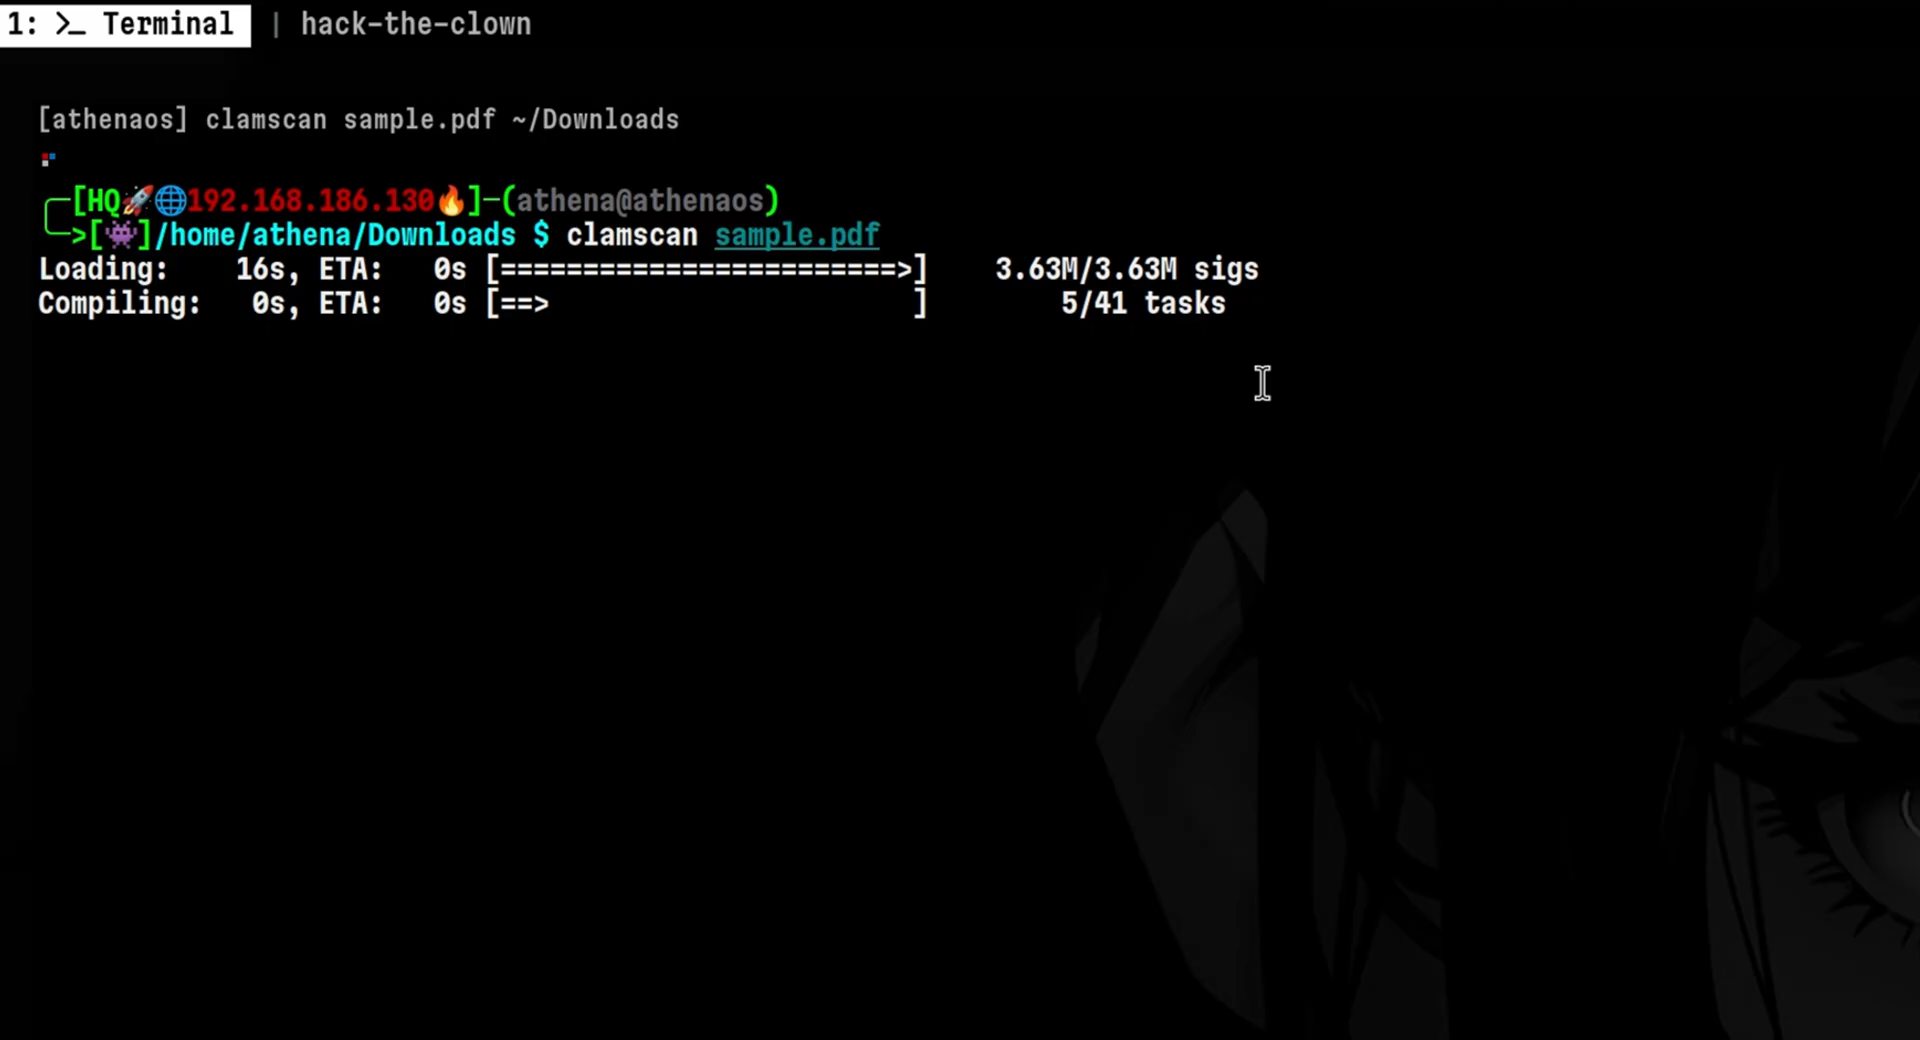 1: >_ Terminal | hack-the-clown
[athenaos] clamscan sample.pdf ~/Downloads
┌─[HQ🚀🌐192.168.186.130🔥]─(athena@athenaos)
└─>[👾]/home/athena/Downloads $ clamscan sample.pdf
Loading:    16s, ETA:   0s [========================>]    3.63M/3.63M sigs
Compiling:   0s, ETA:   0s [==>                      ]        5/41 tasks